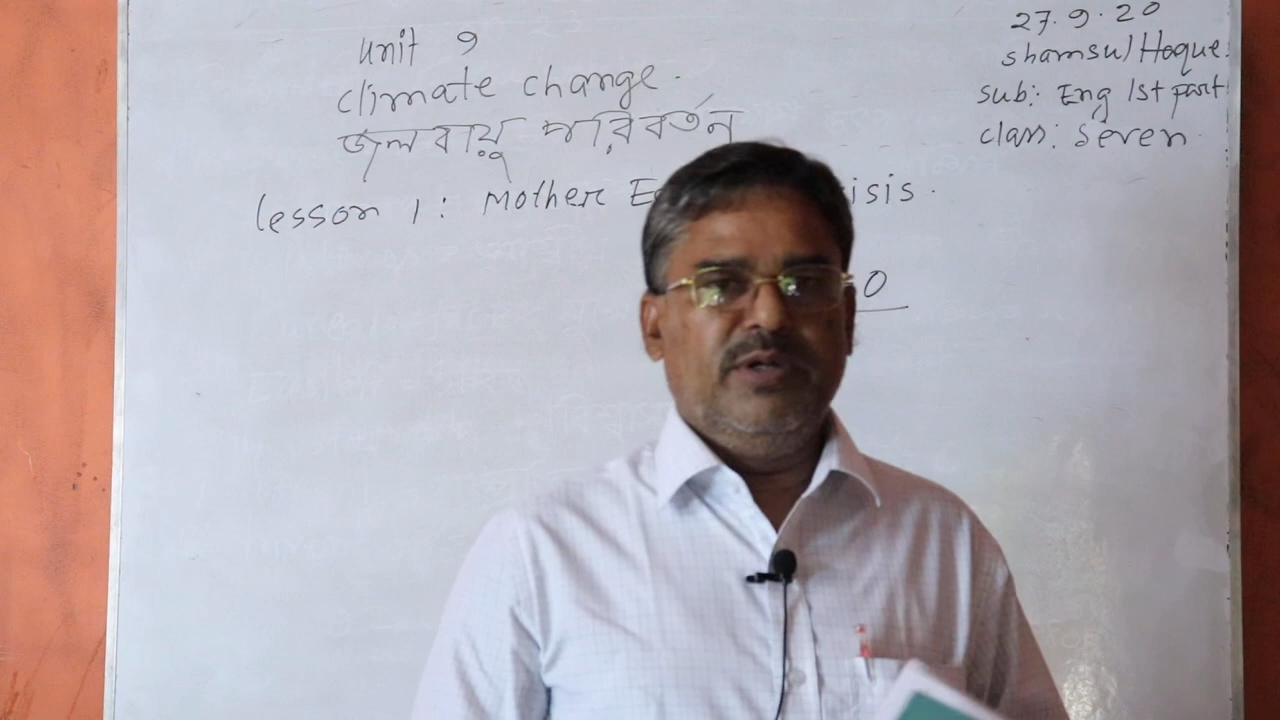 unit 9
climate change.
জলবায়ু পরিবর্তন
lesson 1: Mother
isis.
0
27.9.20
shamsul Hoque.
sub: Eng 1st part
class: seven